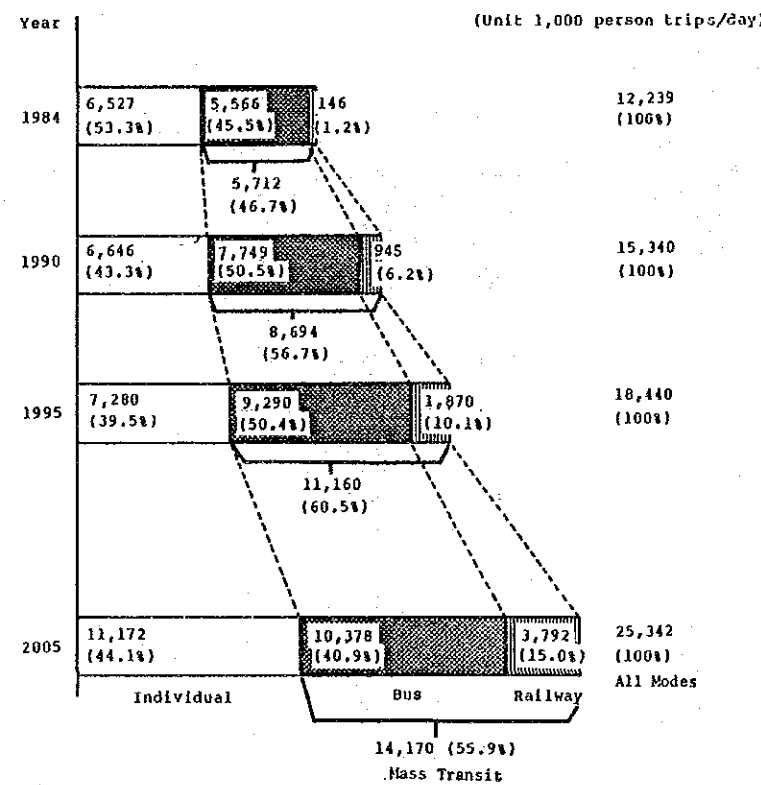 Year (Unit 1,000 person trips/day)
1984
6,527 5,566 146 12,239
(53.3%) (45.5%) (1.2%) (100%)
5,712
(46.7%)
1990
6,646 7,749 945 15,340
(43.3%) (50.5%) (6.2%) (100%)
8,694
(56.7%)
1995
7,280 9,290 1,870 18,440
(39.5%) (50.4%) (10.1%) (100%)
11,160
(60.5%)
2005
11,172 10,378 3,792 25,342
(44.1%) (40.9%) (15.0%) (100%)
Individual Bus Railway All Modes
14,170 (55.9%)
Mass Transit